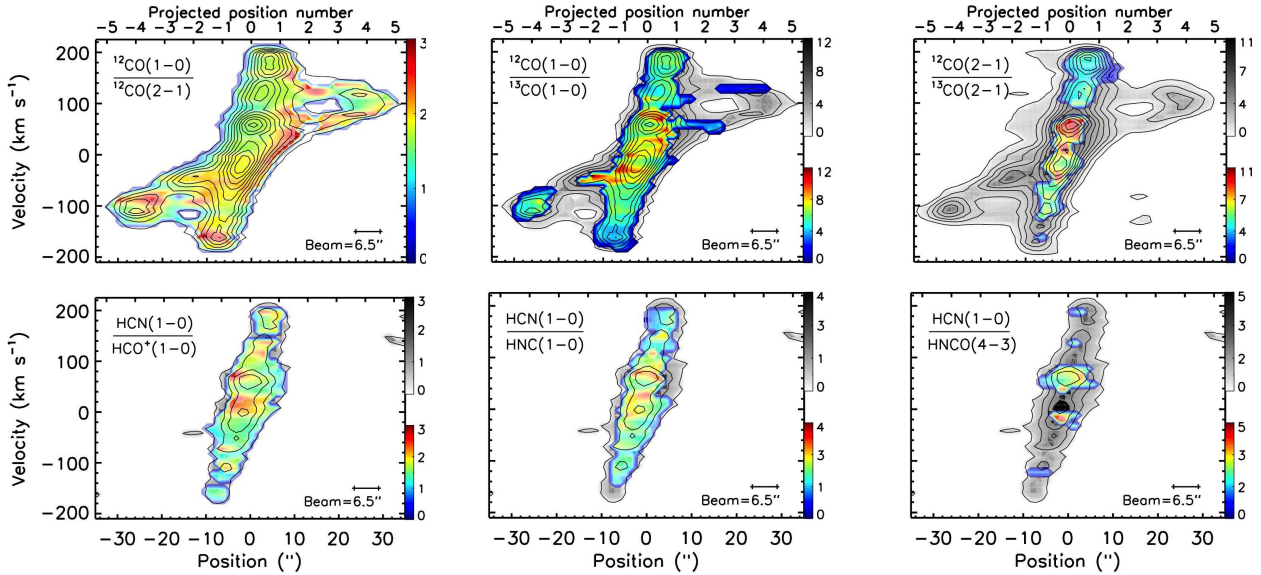 Projected position number Projected position number Projected position number
-5 -4 -3 -2 -1 0 1 2 3 4 5 -5 -4 -3 -2 -1 0 1 2 3 4 5 -5 -4 -3 -2 -1 0 1 2 3 4 5
Velocity (km s⁻¹)
200
100
0
−100
−200
¹²CO(1−0)
¹²CO(2−1)
Beam=6.5''
3
2
1
0
¹²CO(1−0)
¹³CO(1−0)
Beam=6.5''
12
8
4
0
12
8
4
0
¹²CO(2−1)
¹³CO(2−1)
Beam=6.5''
11
7
4
0
11
7
4
0
Velocity (km s⁻¹)
200
100
0
−100
−200
HCN(1−0)
HCO⁺(1−0)
Beam=6.5''
3
2
1
0
3
2
1
0
HCN(1−0)
HNC(1−0)
Beam=6.5''
4
3
1
0
4
3
1
0
HCN(1−0)
HNCO(4−3)
Beam=6.5''
5
3
2
0
5
3
2
0
−30 −20 −10 0 10 20 30 −30 −20 −10 0 10 20 30 −30 −20 −10 0 10 20 30
Position ('') Position ('') Position ('')